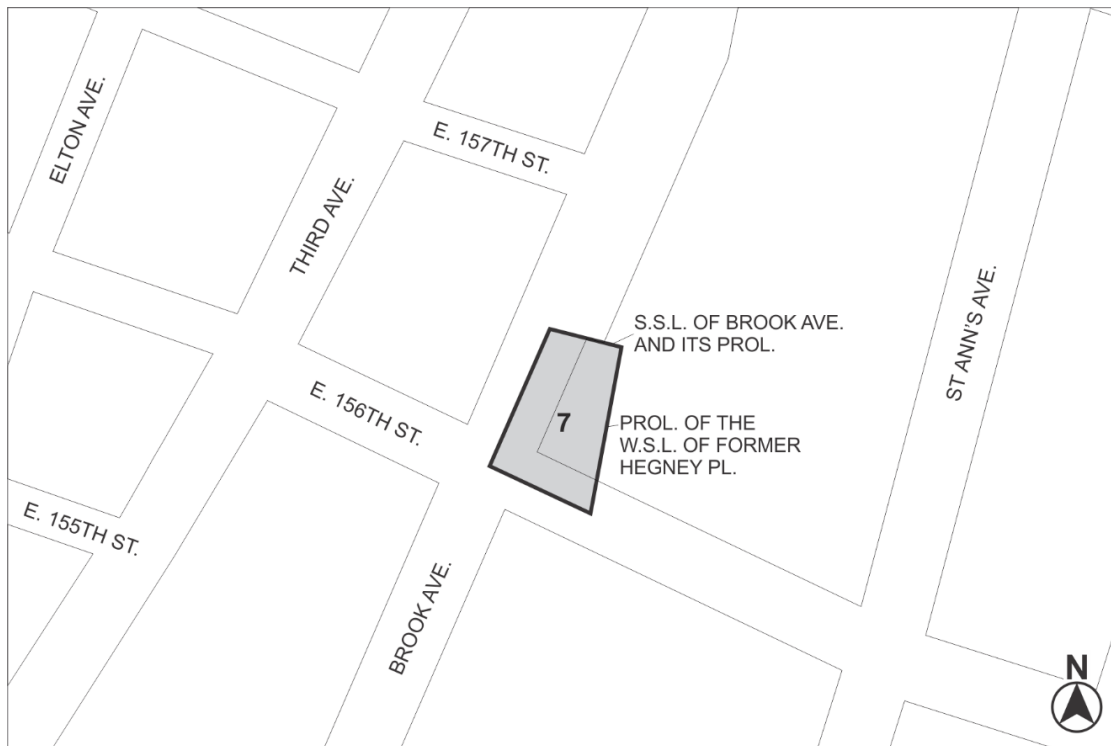 ELTON AVE.
E. 157TH ST.
THIRD AVE.
S.S.L. OF BROOK AVE.
AND ITS PROL.
ST ANN'S AVE.
E. 156TH ST.
7
PROL. OF THE
W.S.L. OF FORMER
HEGNEY PL.
E. 155TH ST.
BROOK AVE.
N